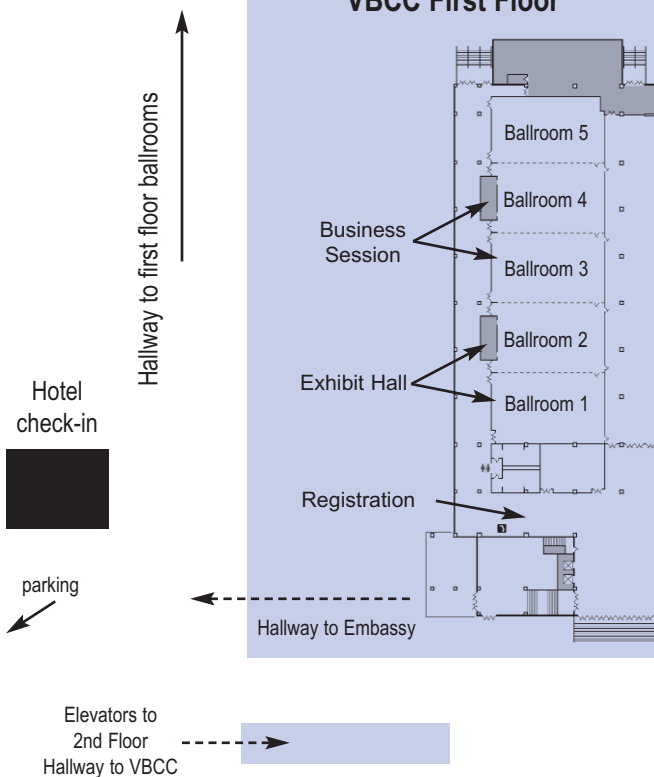 VBCC First Floor
Hallway to first floor ballrooms
Ballroom 5
Ballroom 4
Business
Session
Ballroom 3
Ballroom 2
Exhibit Hall
Ballroom 1
Hotel
check-in
Registration
parking
Hallway to Embassy
Elevators to
2nd Floor
Hallway to VBCC